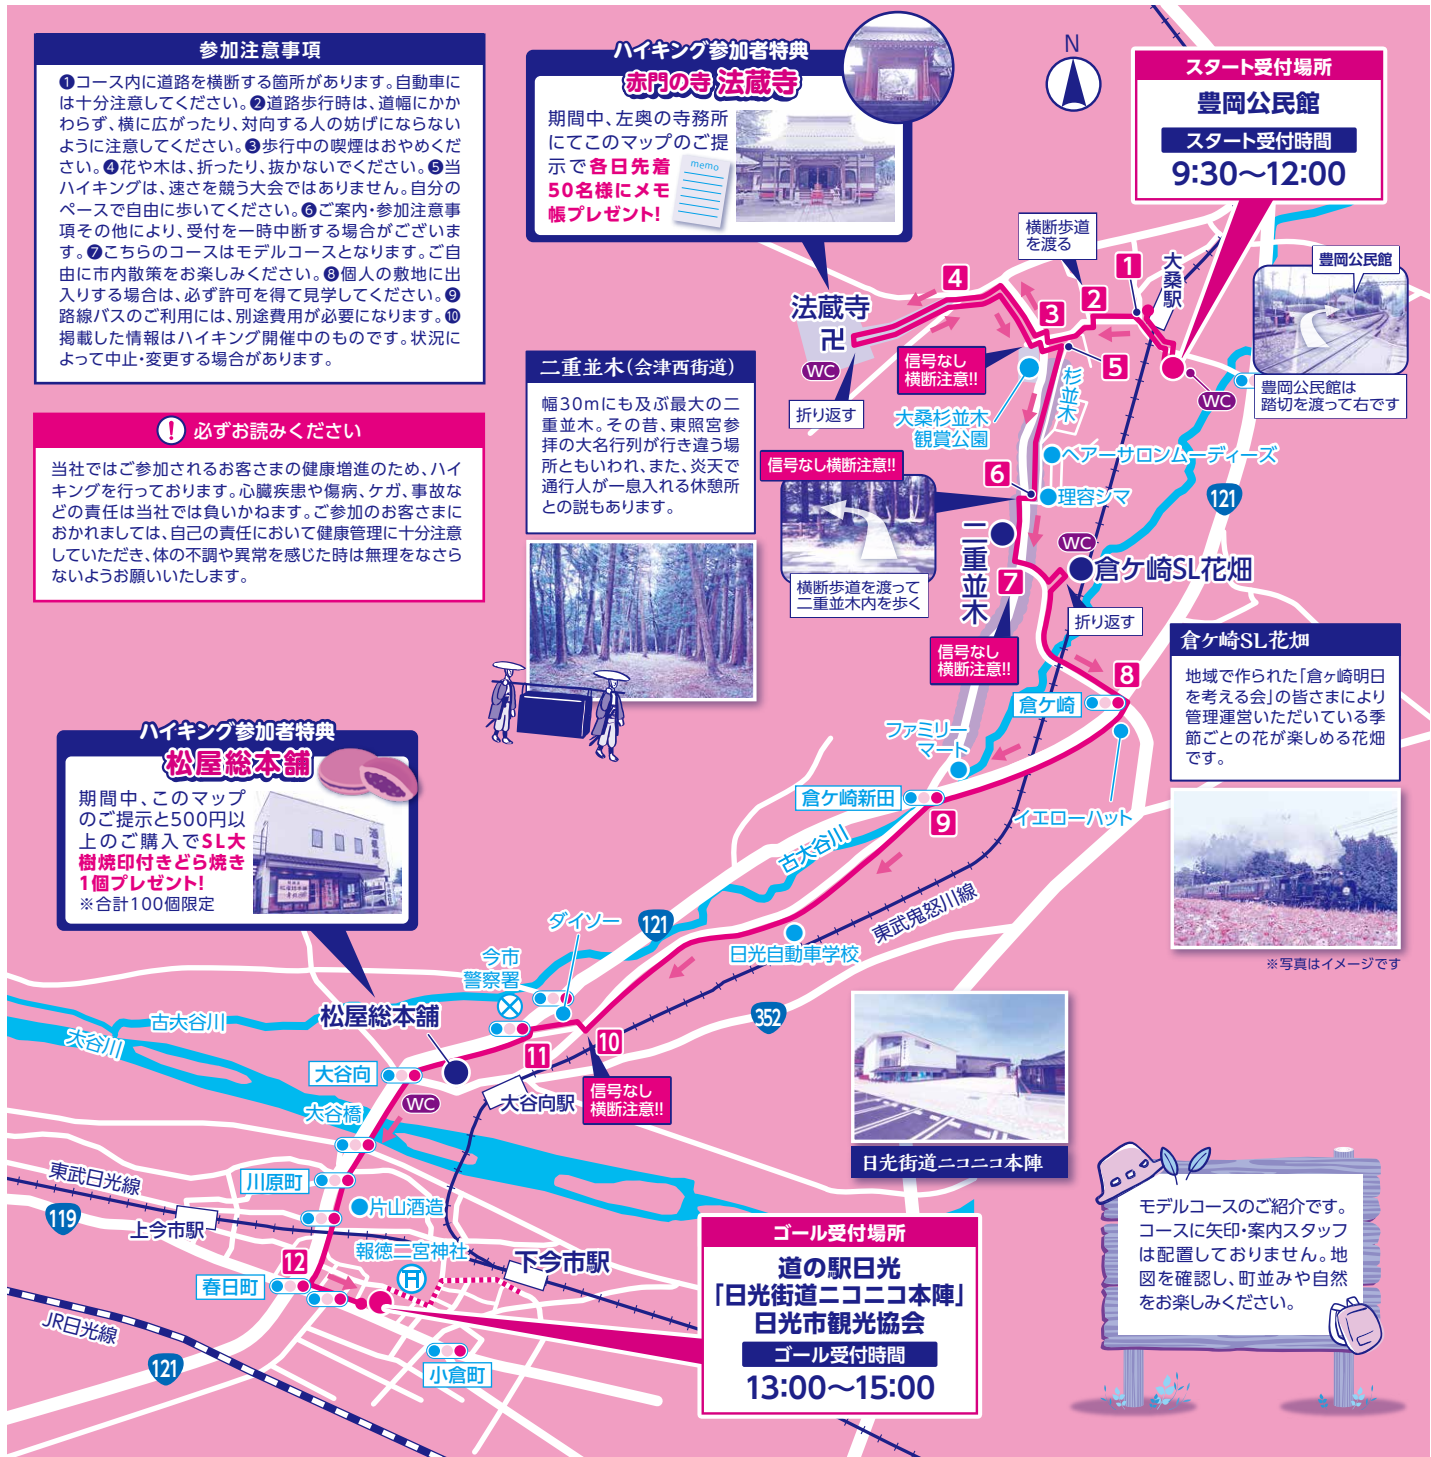 参加注意事項
❶コース内に道路を横断する箇所があります。自動車に
は十分注意してください。❷道路歩行時は、道幅にかか
わらず、横に広がったり、対向する人の妨げにならない
ように注意してください。❸歩行中の喫煙はおやめくだ
さい。❹花や木は、折ったり、抜かないでください。❺当
ハイキングは、速さを競う大会ではありません。自分の
ペースで自由に歩いてください。❻ご案内・参加注意事
項その他により、受付を一時中断する場合がございま
す。❼こちらのコースはモデルコースとなります。ご自
由に市内散策をお楽しみください。❽個人の敷地に出
入りする場合は、必ず許可を得て見学してください。❾
路線バスのご利用には、別途費用が必要になります。❿
掲載した情報はハイキング開催中のものです。状況に
よって中止・変更する場合があります。
! 必ずお読みください
当社ではご参加されるお客さまの健康増進のため、ハイ
キングを行っております。心臓疾患や傷病、ケガ、事故な
どの責任は当社では負いかねます。ご参加のお客さまに
おかれましては、自己の責任において健康管理に十分注意
していただき、体の不調や異常を感じた時は無理をなさら
ないようお願いいたします。
ハイキング参加者特典
赤門の寺 法蔵寺
期間中、左奥の寺務所
にてこのマップのご提
示で各日先着
50名様にメモ
帳プレゼント!
memo
N
スタート受付場所
豊岡公民館
スタート受付時間
9:30〜12:00
横断歩道
を渡る
1
大桑駅
2
3
4
5
法蔵寺
卍
WC
折り返す
信号なし
横断注意!!
杉並木
大桑杉並木
観賞公園
WC
豊岡公民館
豊岡公民館は
踏切を渡って右です
二重並木(会津西街道)
幅30mにも及ぶ最大の二
重並木。その昔、東照宮参
拝の大名行列が行き違う場
所ともいわれ、また、炎天で
通行人が一息入れる休憩所
との説もあります。
信号なし横断注意!!
横断歩道を渡って
二重並木内を歩く
ヘアーサロンムーディーズ
6
理容シマ
121
二重並木
WC
倉ケ崎SL花畑
7
折り返す
信号なし
横断注意!!
8
倉ケ崎
倉ケ崎SL花畑
地域で作られた「倉ヶ崎明日
を考える会」の皆さまにより
管理運営いただいている季
節ごとの花が楽しめる花畑
です。
※写真はイメージです
ファミリー
マート
倉ケ崎新田
9
イエローハット
古大谷川
東武鬼怒川線
日光自動車学校
121
352
ハイキング参加者特典
松屋総本舗
期間中、このマップ
のご提示と500円以
上のご購入でSL大
樹焼印付きどら焼き
1個プレゼント!
※合計100個限定
ダイソー
今市
警察署
松屋総本舗
古大谷川
大谷川
10
11
信号なし
横断注意!!
大谷向駅
大谷向
WC
大谷橋
川原町
東武日光線
119
上今市駅
片山酒造
報徳二宮神社
下今市駅
12
春日町
JR日光線
121
小倉町
日光街道ニコニコ本陣
ゴール受付場所
道の駅日光
「日光街道ニコニコ本陣」
日光市観光協会
ゴール受付時間
13:00〜15:00
モデルコースのご紹介です。
コースに矢印・案内スタッフ
は配置しておりません。地
図を確認し、町並みや自然
をお楽しみください。